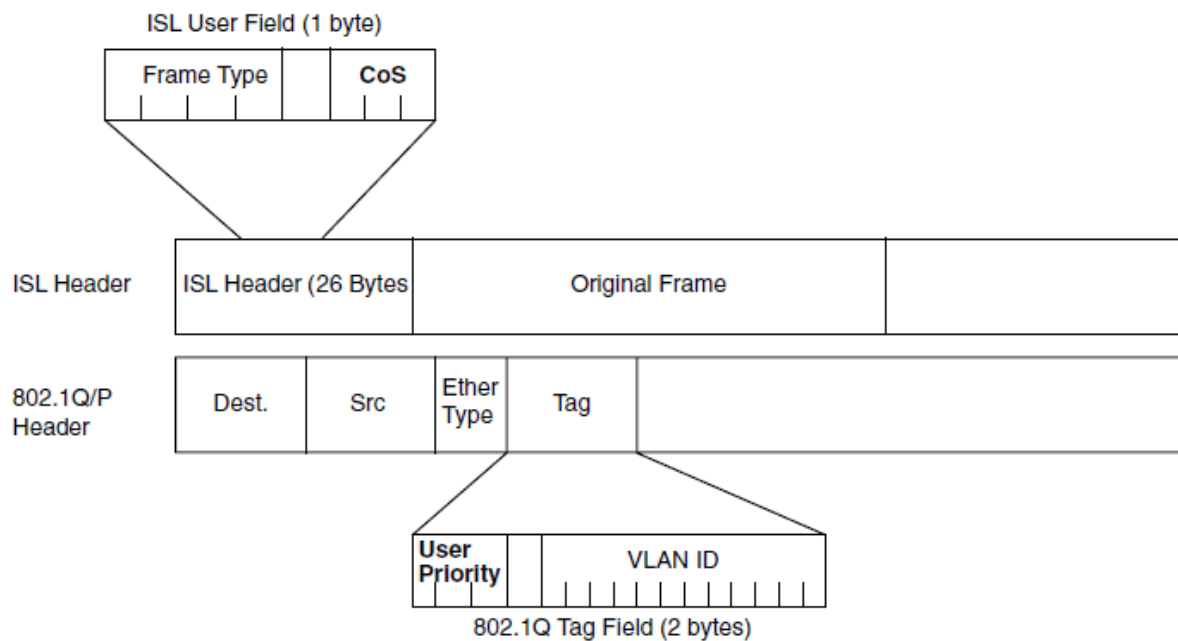 ISL User Field (1 byte)
Frame Type
CoS
ISL Header
ISL Header (26 Bytes
Original Frame
802.1Q/P
Header
Dest.
Src
Ether
Type
Tag
User
Priority
VLAN ID
802.1Q Tag Field (2 bytes)